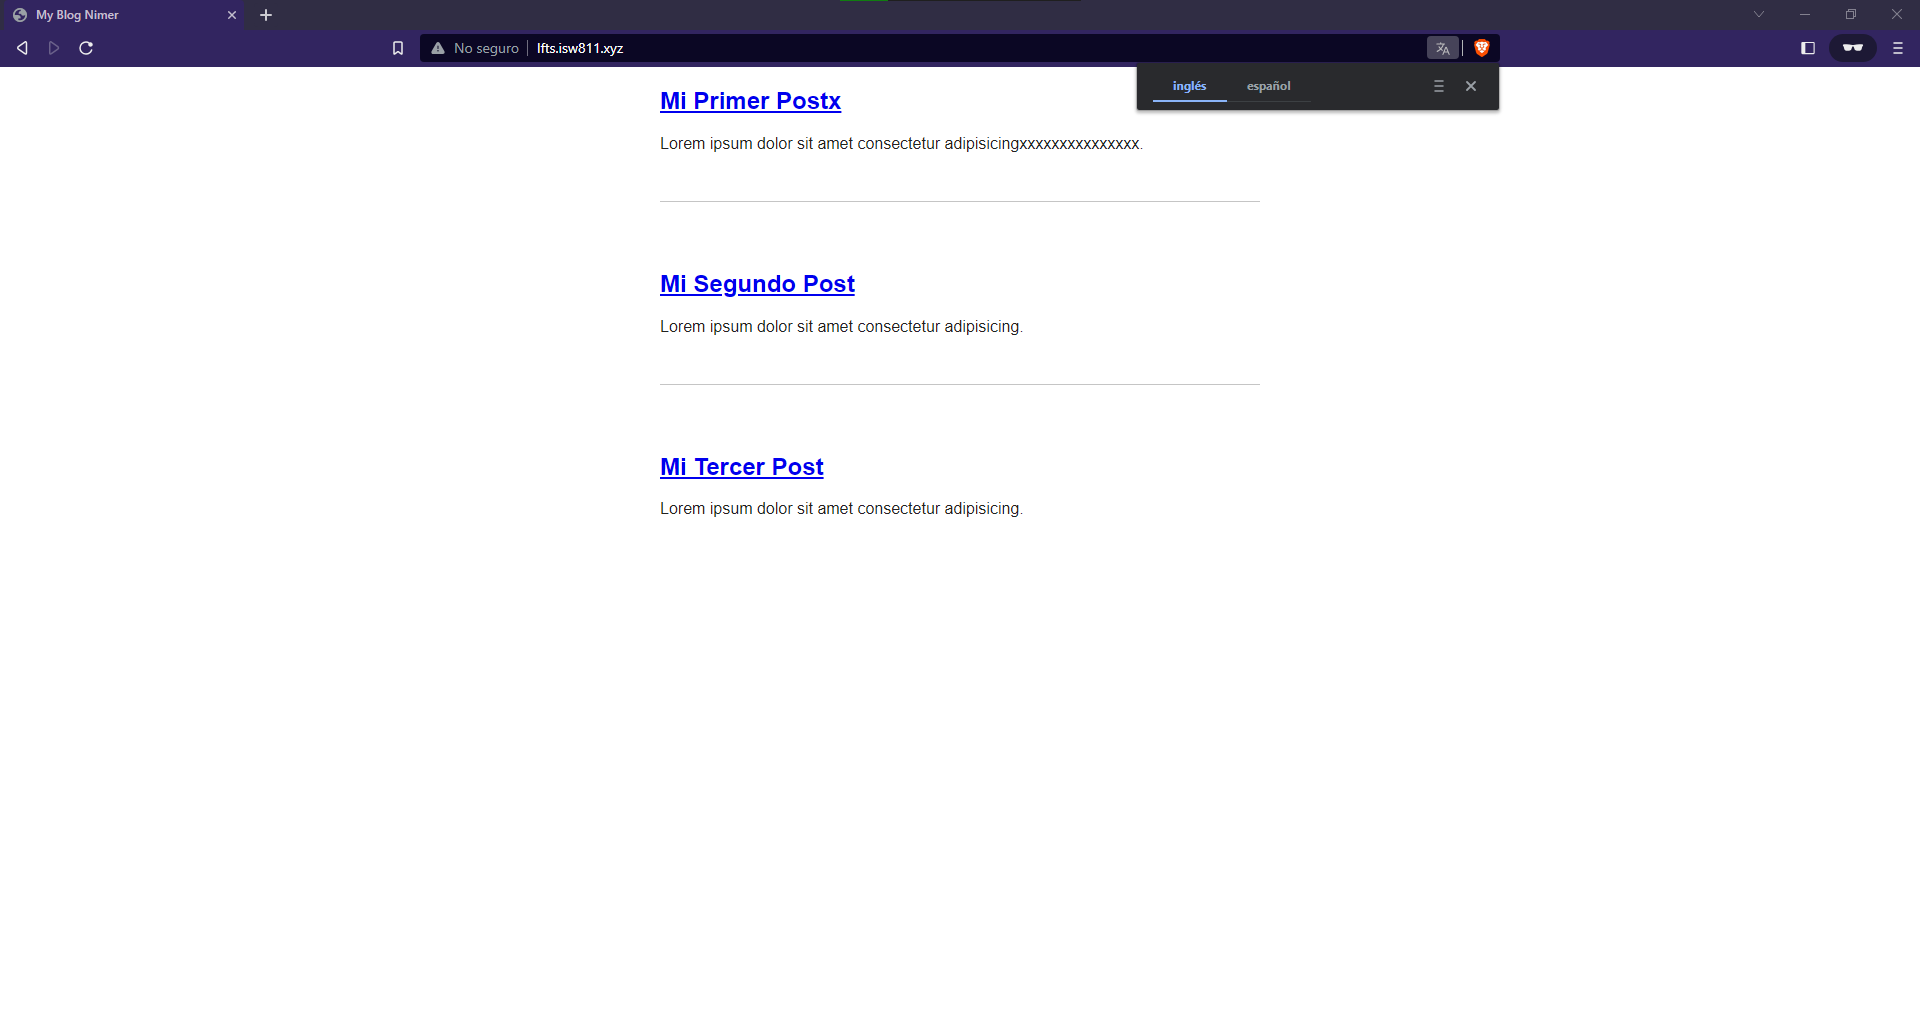 My Blog Nimer
No seguro lfts.isw811.xyz
inglés español
Mi Primer Postx
Lorem ipsum dolor sit amet consectetur adipisicingxxxxxxxxxxxxxxx.
Mi Segundo Post
Lorem ipsum dolor sit amet consectetur adipisicing.
Mi Tercer Post
Lorem ipsum dolor sit amet consectetur adipisicing.